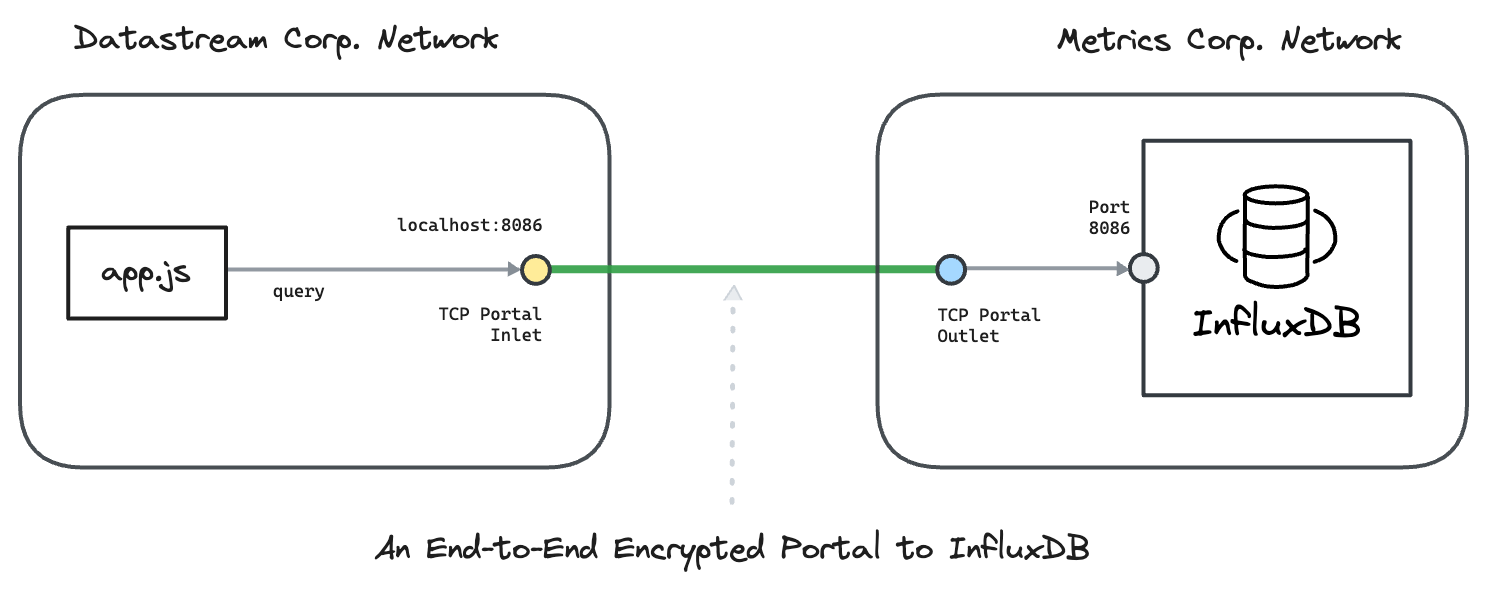 Datastream Corp. Network
Metrics Corp. Network
app.js
query
localhost:8086
TCP Portal
Inlet
TCP Portal
Outlet
Port
8086
InfluxDB
An End-to-End Encrypted Portal to InfluxDB